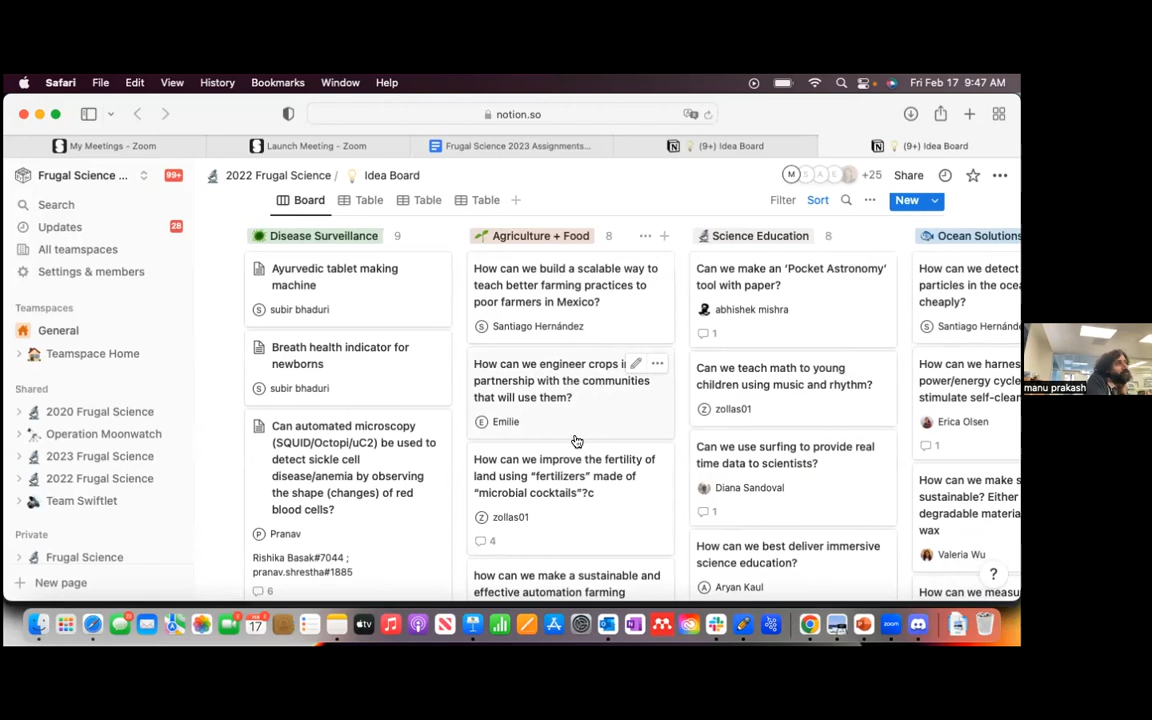 Safari File Edit View History Bookmarks Window Help Fri Feb 17 9:47 AM
notion.so
My Meetings – Zoom
Launch Meeting - Zoom
Frugal Science 2023 Assignments...
(9+) Idea Board
(9+) Idea Board
Frugal Science ...
99+
Search
Updates 28
All teamspaces
Settings & members
Teamspaces
General
Teamspace Home
Shared
2020 Frugal Science
Operation Moonwatch
2023 Frugal Science
2022 Frugal Science
Team Swiftlet
Private
Frugal Science
New page
2022 Frugal Science / Idea Board
M S A E +25 Share
Board Table Table Table
Filter Sort New
Disease Surveillance 9
Ayurvedic tablet making
machine
S subir bhaduri
Breath health indicator for
newborns
S subir bhaduri
Can automated microscopy
(SQUID/Octopi/uC2) be used to
detect sickle cell
disease/anemia by observing
the shape (changes) of red
blood cells?
P Pranav
Rishika Basak#7044 ;
pranav.shrestha#1885
6
Agriculture + Food 8
How can we build a scalable way to
teach better farming practices to
poor farmers in Mexico?
S Santiago Hernández
How can we engineer crops in
partnership with the communities
that will use them?
E Emilie
How can we improve the fertility of
land using "fertilizers" made of
"microbial cocktails"?c
Z zollas01
4
how can we make a sustainable and
effective automation farming
Science Education 8
Can we make an 'Pocket Astronomy'
tool with paper?
abhishek mishra
1
Can we teach math to young
children using music and rhythm?
Z zollas01
Can we use surfing to provide real
time data to scientists?
Diana Sandoval
1
How can we best deliver immersive
science education?
A Aryan Kaul
Ocean Solutions
How can we detect
particles in the ocea
cheaply?
S Santiago Hernánde
How can we harnes
power/energy cycle
stimulate self-clean
Erica Olsen
1
How can we make s
sustainable? Either
degradable materia
wax
Valeria Wu
How can we measu
?
17
manu prakash